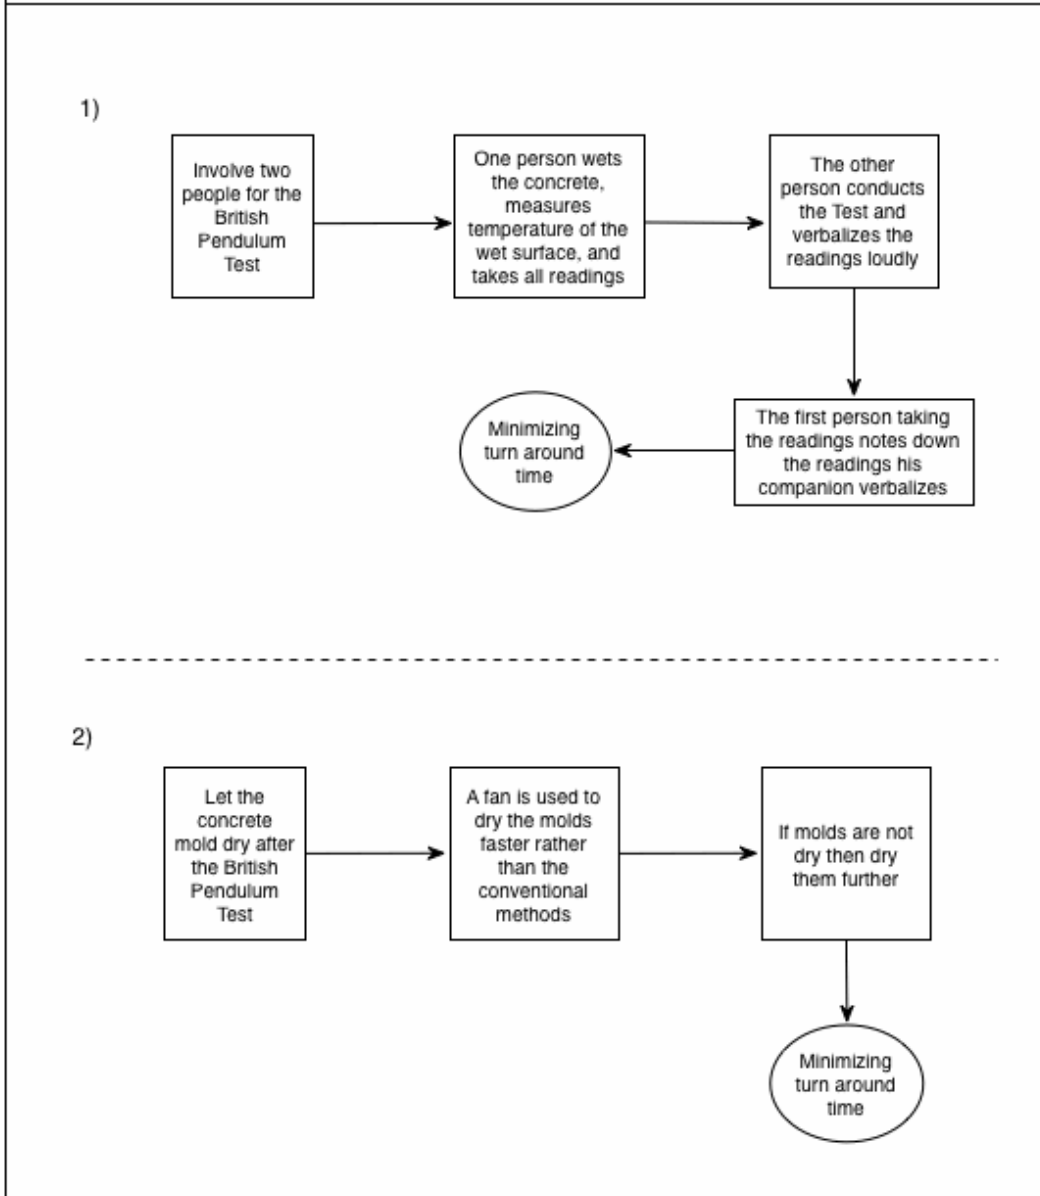 1)
Involve two
people for the
British
Pendulum
Test
One person wets
the concrete,
measures
temperature of the
wet surface, and
takes all readings
The other
person conducts
the Test and
verbalizes the
readings loudly
The first person taking
the readings notes down
the readings his
companion verbalizes
Minimizing
turn around
time
2)
Let the
concrete
mold dry after
the British
Pendulum
Test
A fan is used to
dry the molds
faster rather
than the
conventional
methods
If molds are not
dry then dry
them further
Minimizing
turn around
time